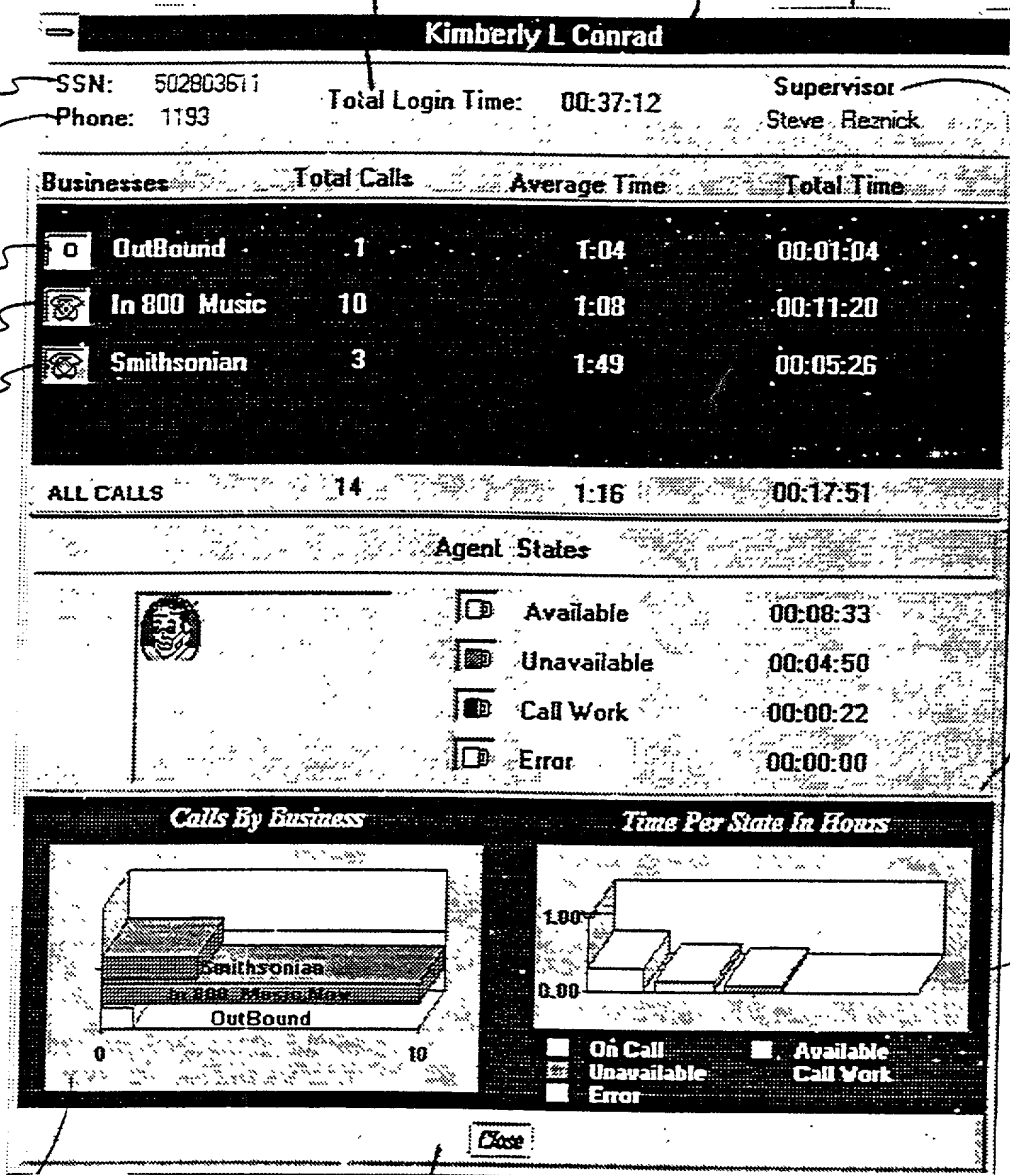 Kimberly L Conrad
SSN: 502803611
Phone: 1193
Total Login Time: 00:37:12
Supervisor
Steve Reznick
Businesses Total Calls Average Time Total Time
OutBound 1 1:04 00:01:04
In 800 Music 10 1:08 00:11:20
Smithsonian 3 1:49 00:05:26
ALL CALLS 14 1:16 00:17:51
Agent States
Available 00:08:33
Unavailable 00:04:50
Call Work 00:00:22
Error 00:00:00
Calls By Business
Smithsonian
In 800 Music Nov
OutBound
0 10
Time Per State In Hours
1.00
0.00
On Call Available
Unavailable Call Work
Error
Close